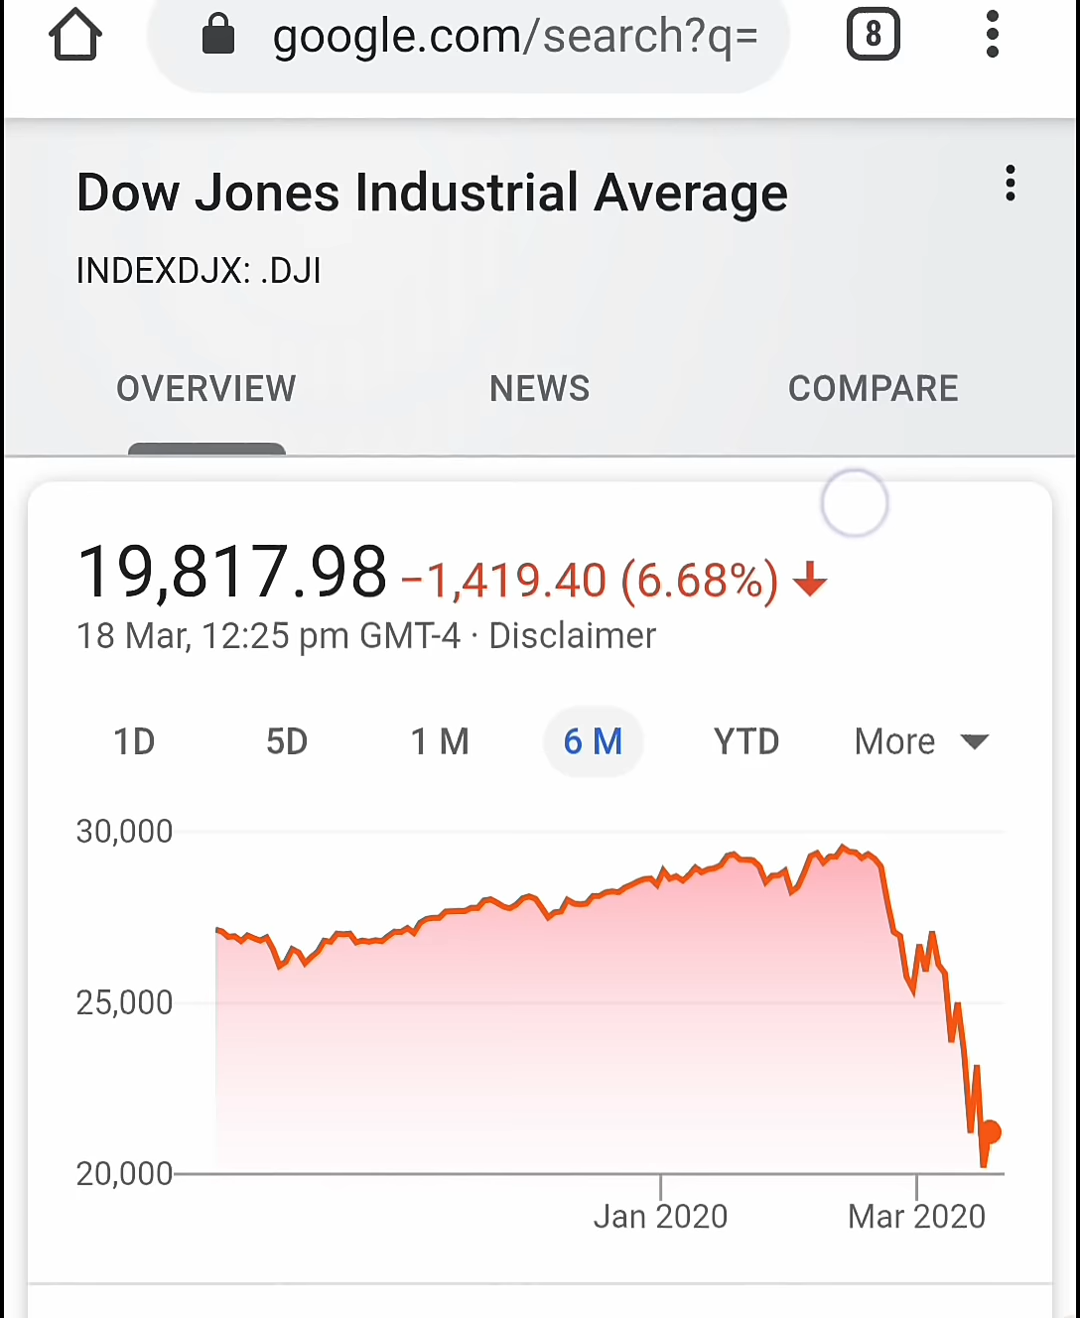 google.com/search?q=
8
Dow Jones Industrial Average
INDEXDJX: .DJI
OVERVIEW NEWS COMPARE
19,817.98 −1,419.40 (6.68%)
18 Mar, 12:25 pm GMT-4 · Disclaimer
1D 5D 1 M 6 M YTD More
30,000
25,000
20,000
Jan 2020 Mar 2020